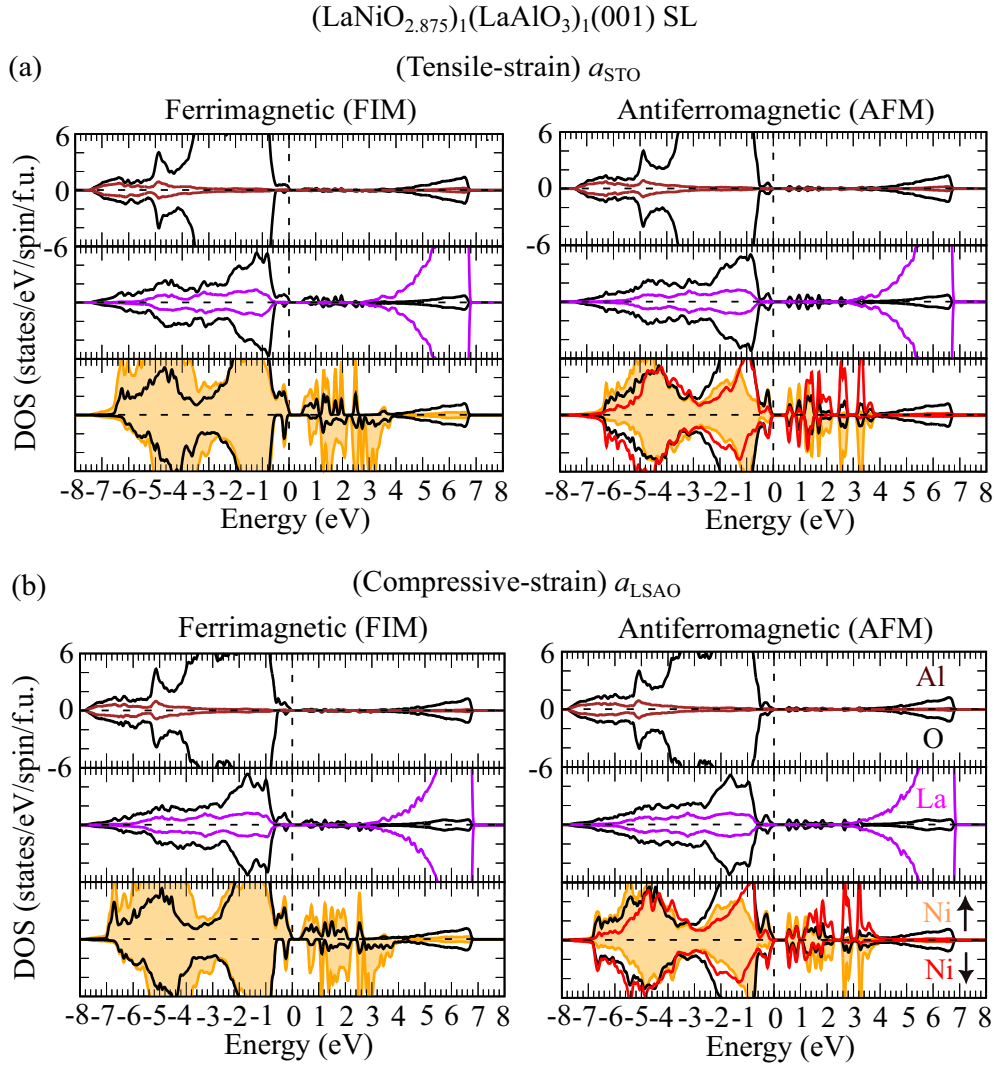 (LaNiO2.875)1(LaAlO3)1(001) SL
(a)
(Tensile-strain) aSTO
Ferrimagnetic (FIM)
Antiferromagnetic (AFM)
DOS (states/eV/spin/f.u.)
6
0
-6
6
0
-6
-8 -7 -6 -5 -4 -3 -2 -1 0 1 2 3 4 5 6 7 8
-8 -7 -6 -5 -4 -3 -2 -1 0 1 2 3 4 5 6 7 8
Energy (eV)
Energy (eV)
(b)
(Compressive-strain) aLSAO
Ferrimagnetic (FIM)
Antiferromagnetic (AFM)
DOS (states/eV/spin/f.u.)
6
0
-6
6
0
-6
Al
O
La
Ni↑
Ni↓
-8 -7 -6 -5 -4 -3 -2 -1 0 1 2 3 4 5 6 7 8
-8 -7 -6 -5 -4 -3 -2 -1 0 1 2 3 4 5 6 7 8
Energy (eV)
Energy (eV)